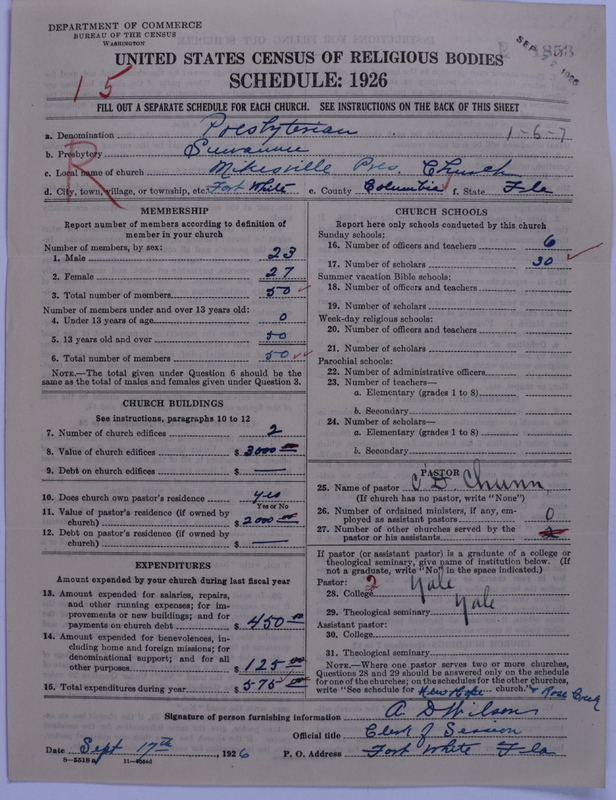 DEPARTMENT OF COMMERCE
BUREAU OF THE CENSUS
WASHINGTON
UNITED STATES CENSUS OF RELIGIOUS BODIES
SCHEDULE: 1926
15
FILL OUT A SEPARATE SCHEDULE FOR EACH CHURCH. SEE INSTRUCTIONS ON THE BACK OF THIS SHEET
a. Denomination Presbyterian 1-6-7
b. Presbytery Suwannee
c. Local name of church Mikesville Pres. Church
d. City, town, village, or township, etc. Fort White e. County Columbia f. State Fla
R
MEMBERSHIP
Report number of members according to definition of
member in your church
Number of members, by sex:
1. Male 23
2. Female 27
3. Total number of members 50
Number of members under and over 13 years old:
4. Under 13 years of age 0
5. 13 years old and over 50
6. Total number of members 50
NOTE.—The total given under Question 6 should be the
same as the total of males and females given under Question 3.
CHURCH BUILDINGS
See instructions, paragraphs 10 to 12
7. Number of church edifices 2
8. Value of church edifices $ 3000 00
9. Debt on church edifices $ —
10. Does church own pastor's residence yes
Yes or No
11. Value of pastor's residence (if owned by
church) $ 2000 00
12. Debt on pastor's residence (if owned by
church) $ —
EXPENDITURES
Amount expended by your church during last fiscal year
13. Amount expended for salaries, repairs,
and other running expenses; for im-
provements or new buildings; and for
payments on church debt $ 450 00
14. Amount expended for benevolences, in-
cluding home and foreign missions; for
denominational support; and for all
other purposes $ 125 00
15. Total expenditures during year $ 575 00
CHURCH SCHOOLS
Report here only schools conducted by this church
Sunday schools:
16. Number of officers and teachers 6
17. Number of scholars 30
Summer vacation Bible schools:
18. Number of officers and teachers
19. Number of scholars
Week-day religious schools:
20. Number of officers and teachers
21. Number of scholars
Parochial schools:
22. Number of administrative officers
23. Number of teachers—
a. Elementary (grades 1 to 8)
b. Secondary
24. Number of scholars—
a. Elementary (grades 1 to 8)
b. Secondary
PASTOR
25. Name of pastor C. D. Chunn
(If church has no pastor, write "None")
26. Number of ordained ministers, if any, em-
ployed as assistant pastors 0
27. Number of other churches served by the
pastor or his assistants
If pastor (or assistant pastor) is a graduate of a college or
theological seminary, give name of institution below. (If
not a graduate, write "No" in the space indicated.)
Pastor: 2
28. College Yale
29. Theological seminary Yale
Assistant pastor:
30. College
31. Theological seminary
NOTE.—Where one pastor serves two or more churches,
Questions 28 and 29 should be answered only on the schedule
for one of the churches; on the schedules for the other churches,
write "See schedule for New Hope church." & Rose Creek
Signature of person furnishing information A. D Wilson
Official title Clerk of Session
Date Sept 17th, 1926 P. O. Address Fort White Fla